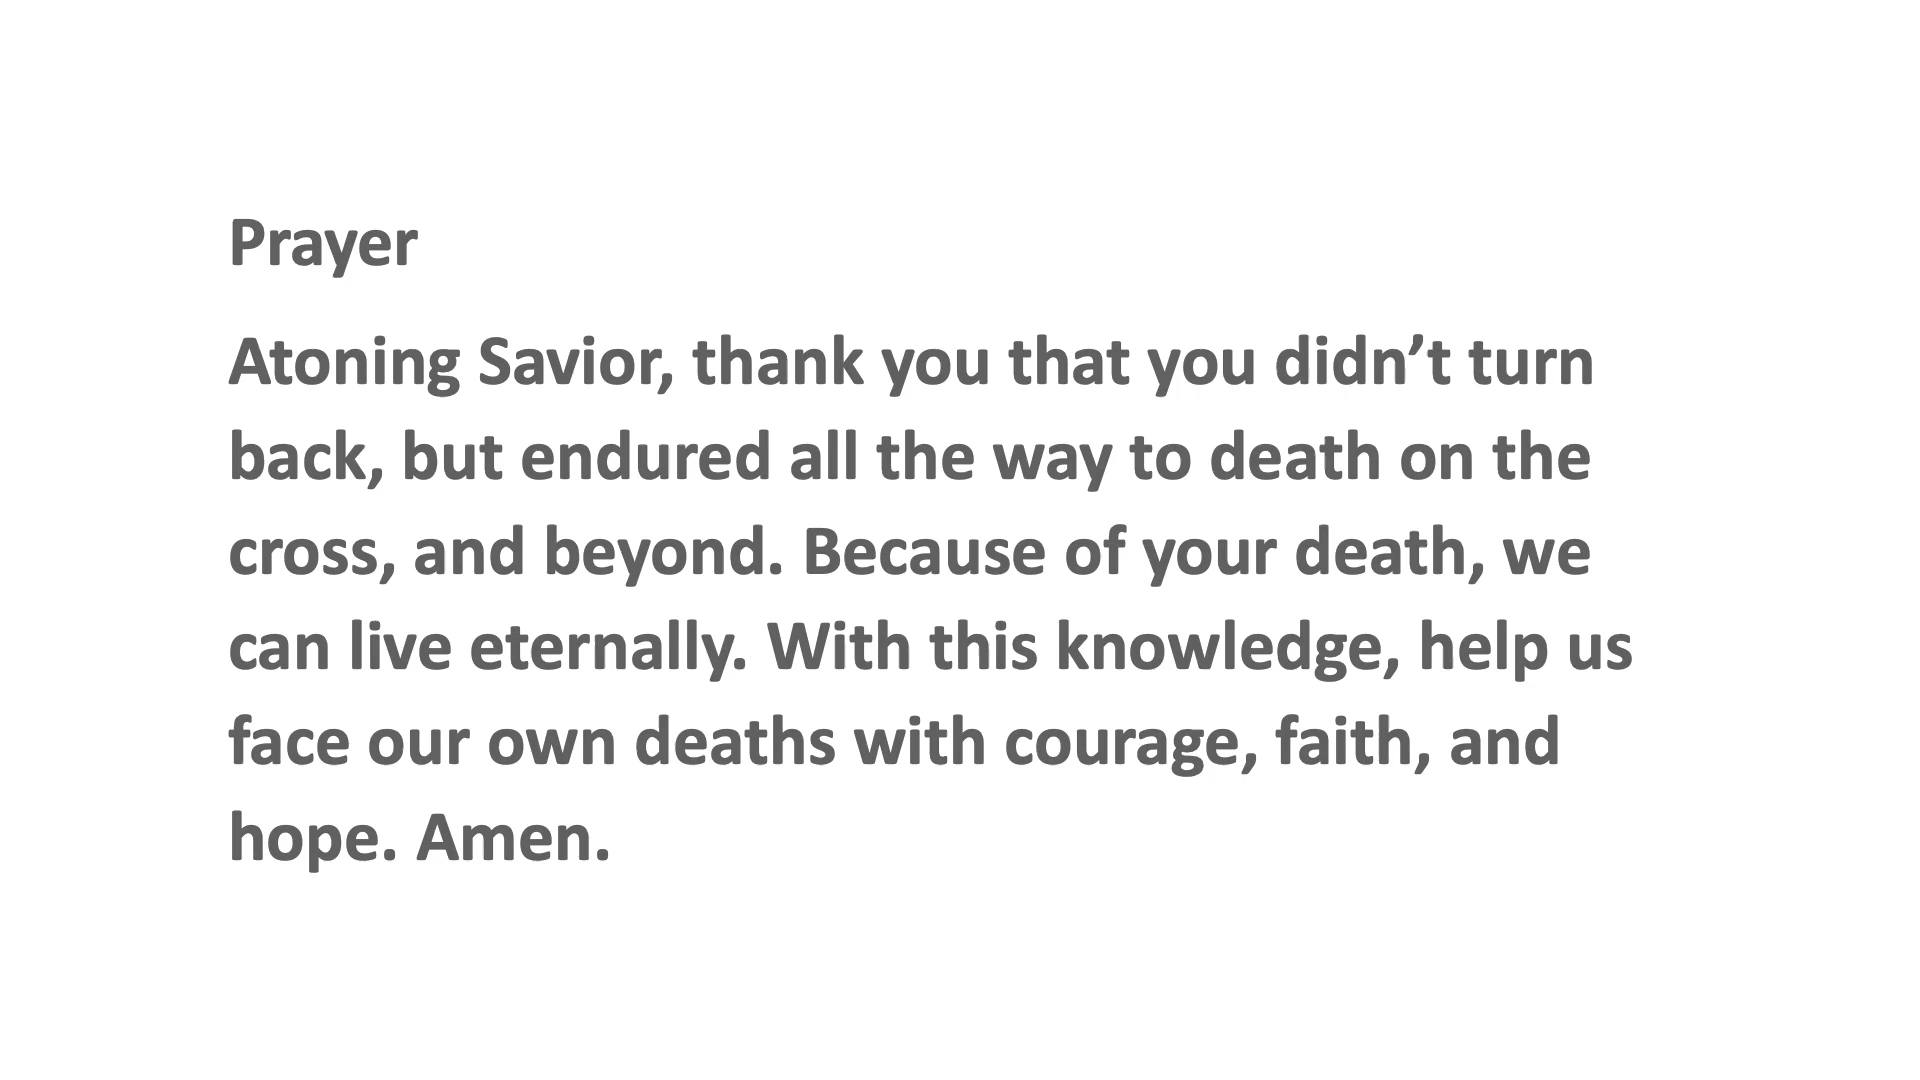 Prayer
Atoning Savior, thank you that you didn’t turn
back, but endured all the way to death on the
cross, and beyond. Because of your death, we
can live eternally. With this knowledge, help us
face our own deaths with courage, faith, and
hope. Amen.